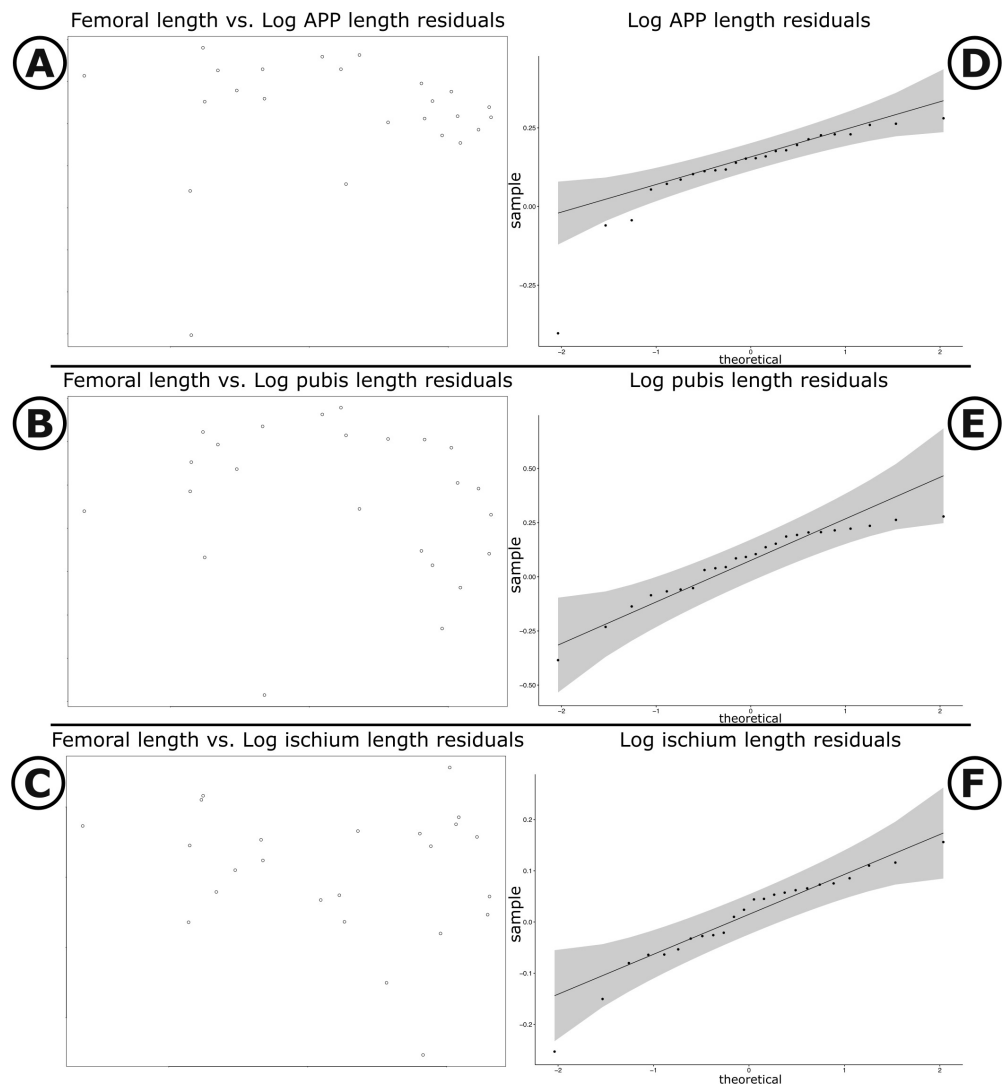 Femoral length vs. Log APP length residuals
Log APP length residuals
A
D
0.25
0.00
−0.25
sample
−2
−1
0
1
2
theoretical
Femoral length vs. Log pubis length residuals
Log pubis length residuals
B
E
0.50
0.25
0.00
−0.25
−0.50
sample
−2
−1
0
1
2
theoretical
Femoral length vs. Log ischium length residuals
Log ischium length residuals
C
F
0.2
0.1
0.0
−0.1
−0.2
sample
−2
−1
0
1
2
theoretical